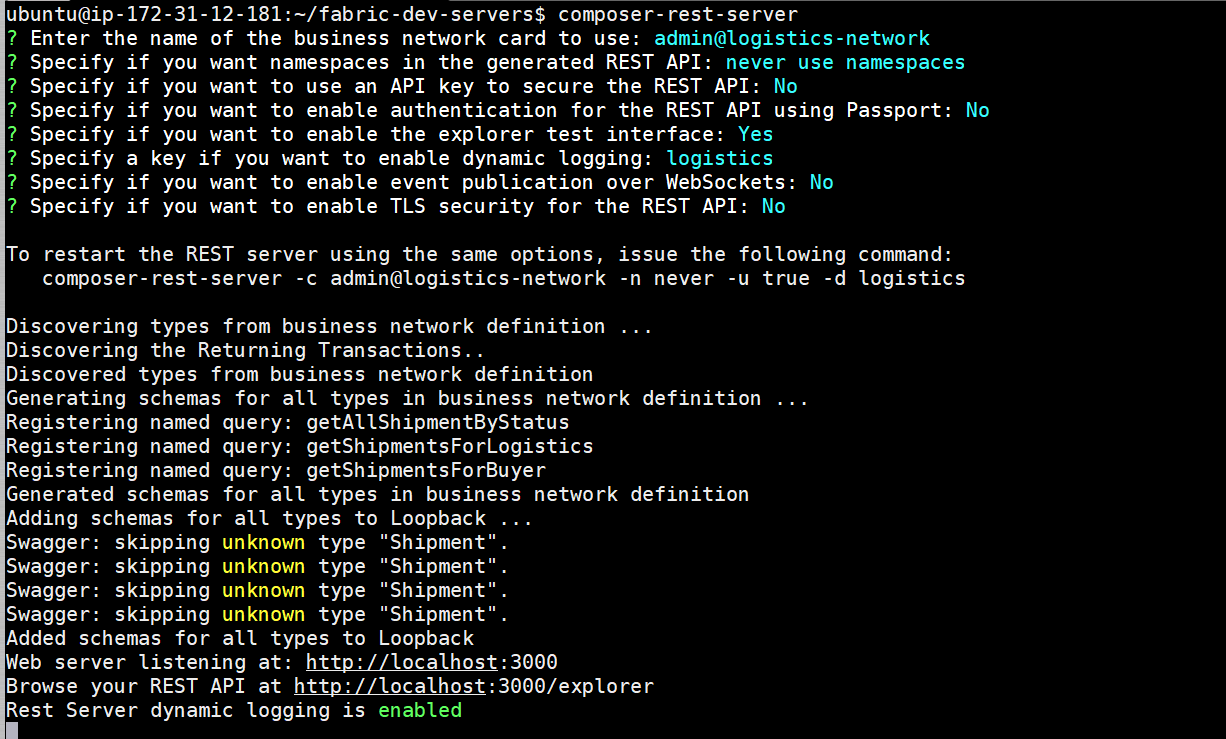 ubuntu@ip-172-31-12-181:~/fabric-dev-servers$ composer-rest-server
? Enter the name of the business network card to use: admin@logistics-network
? Specify if you want namespaces in the generated REST API: never use namespaces
? Specify if you want to use an API key to secure the REST API: No
? Specify if you want to enable authentication for the REST API using Passport: No
? Specify if you want to enable the explorer test interface: Yes
? Specify a key if you want to enable dynamic logging: logistics
? Specify if you want to enable event publication over WebSockets: No
? Specify if you want to enable TLS security for the REST API: No
To restart the REST server using the same options, issue the following command:
composer-rest-server -c admin@logistics-network -n never -u true -d logistics
Discovering types from business network definition ...
Discovering the Returning Transactions..
Discovered types from business network definition
Generating schemas for all types in business network definition ...
Registering named query: getAllShipmentByStatus
Registering named query: getShipmentsForLogistics
Registering named query: getShipmentsForBuyer
Generated schemas for all types in business network definition
Adding schemas for all types to Loopback ...
Swagger: skipping unknown type "Shipment".
Swagger: skipping unknown type "Shipment".
Swagger: skipping unknown type "Shipment".
Swagger: skipping unknown type "Shipment".
Added schemas for all types to Loopback
Web server listening at: http://localhost:3000
Browse your REST API at http://localhost:3000/explorer
Rest Server dynamic logging is enabled